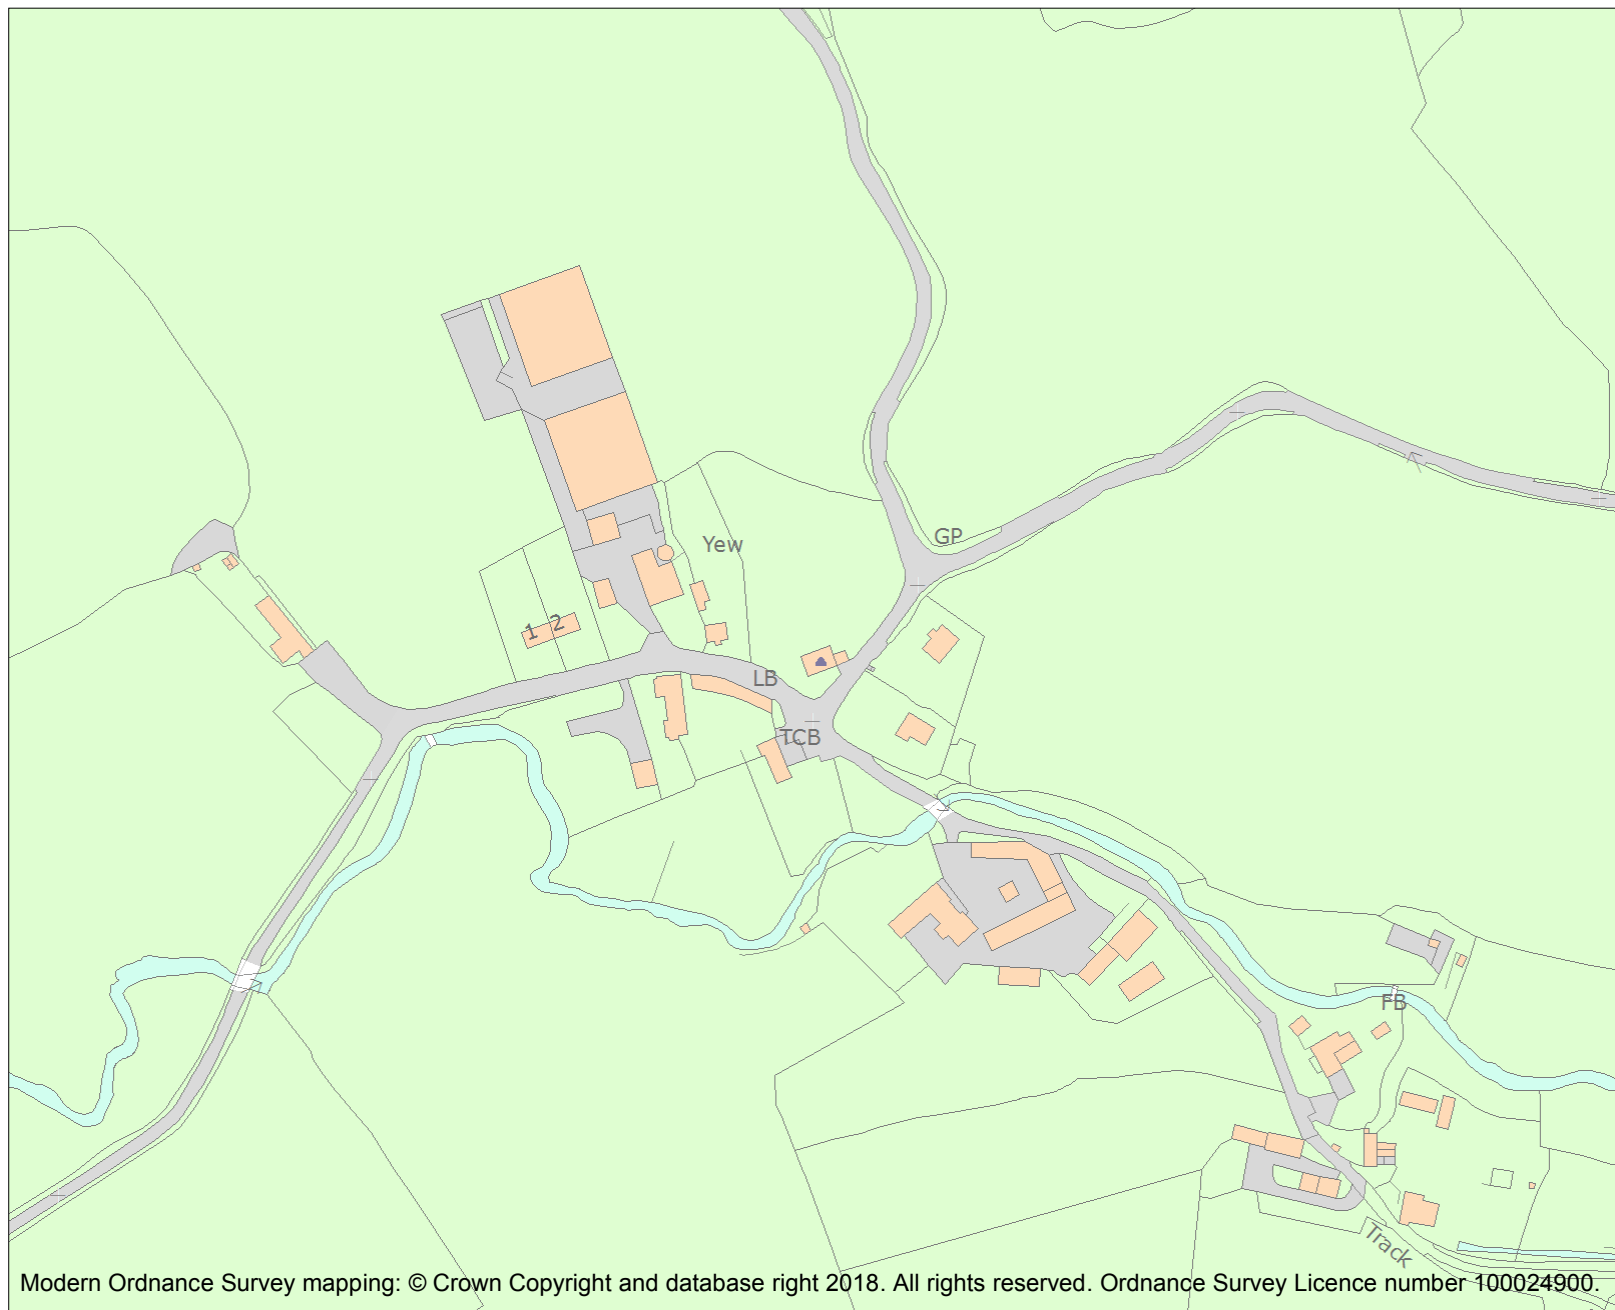 GP
Yew
1 2
LB
TCB
FB
Track
Modern Ordnance Survey mapping: © Crown Copyright and database right 2018. All rights reserved. Ordnance Survey Licence number 100024900.